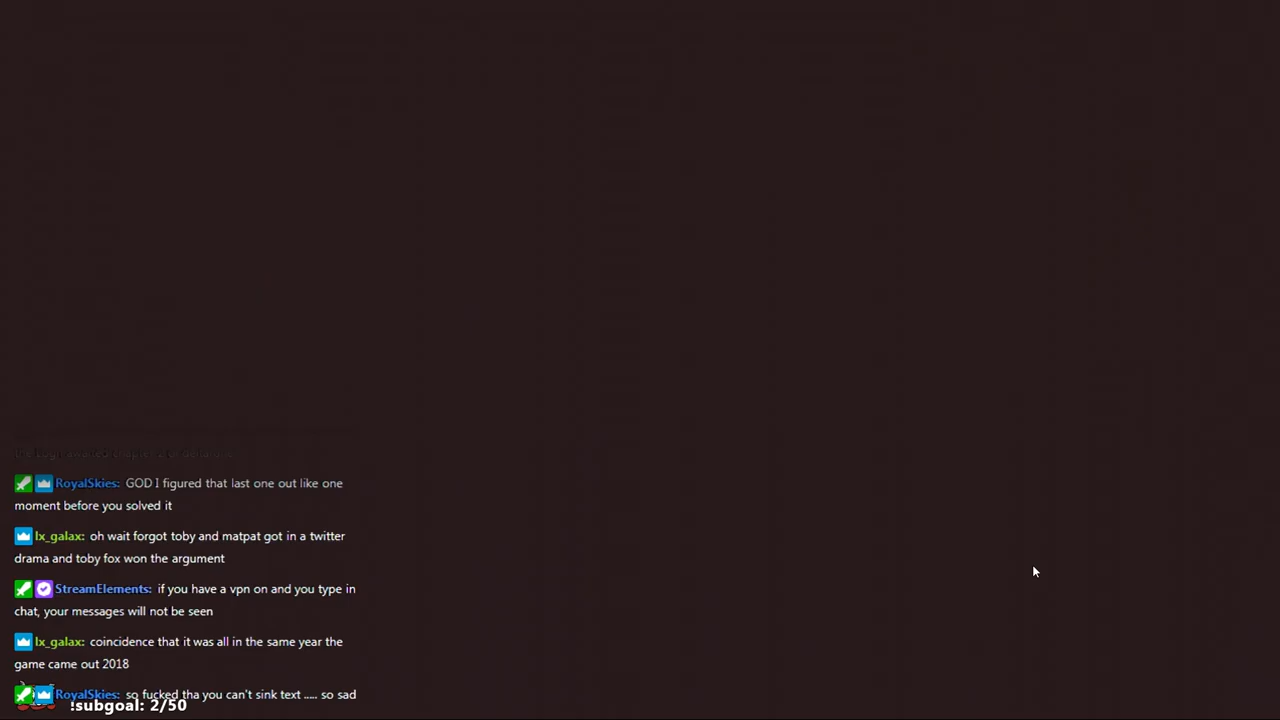 RoyalSkies: GOD I figured that last one out like one
moment before you solved it
lx_galax: oh wait forgot toby and matpat got in a twitter
drama and toby fox won the argument
StreamElements: if you have a vpn on and you type in
chat, your messages will not be seen
lx_galax: coincidence that it was all in the same year the
game came out 2018
RoyalSkies: so fucked tha you can't sink text ..... so sad
!subgoal: 2/50